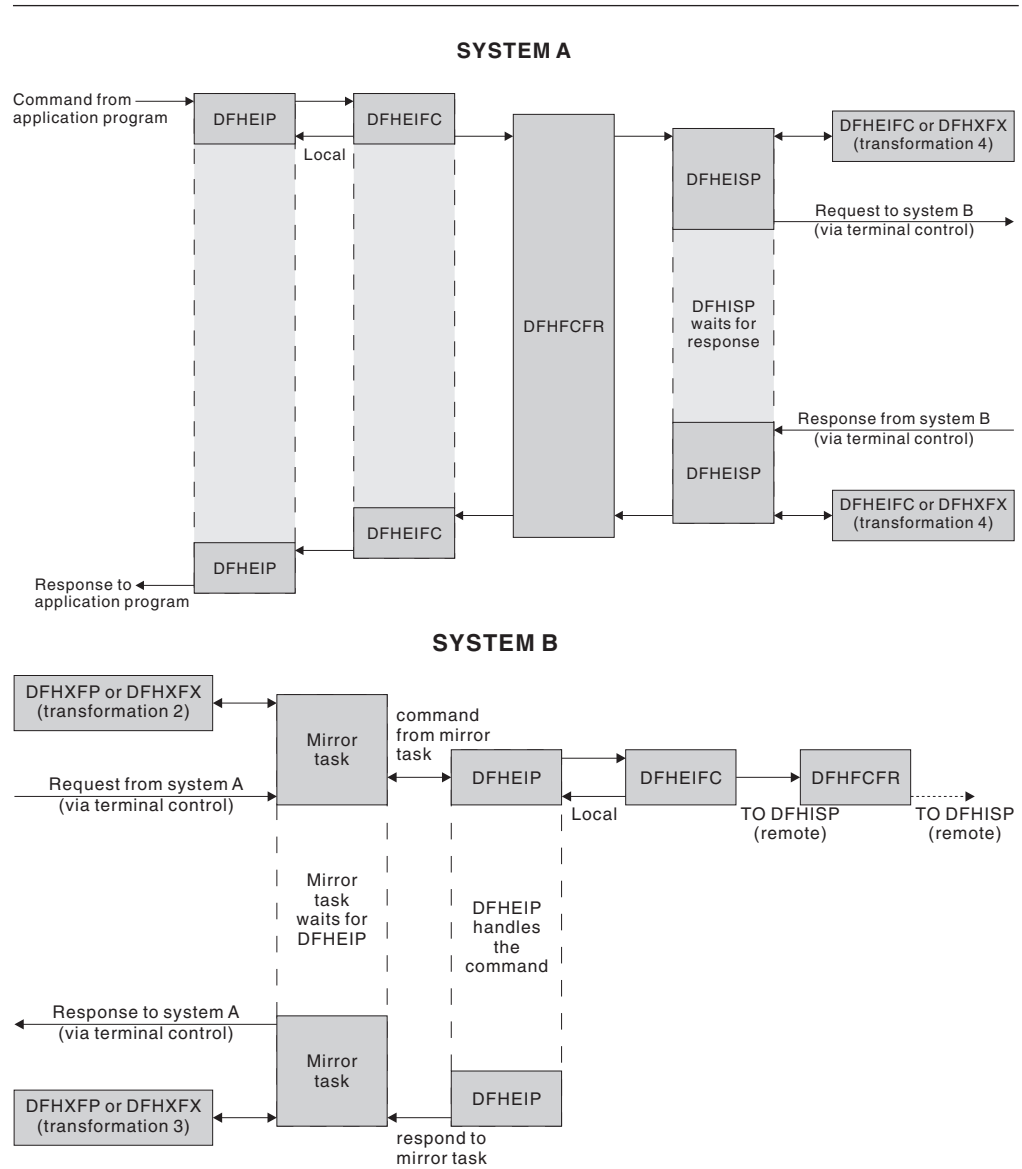 SYSTEM A
Command from
application program
DFHEIP
DFHEIFC
Local
DFHFCFR
DFHEISP
DFHEIFC or DFHXFX
(transformation 4)
Request to system B
(via terminal control)
DFHISP
waits for
response
Response from system B
(via terminal control)
DFHEISP
DFHEIFC or DFHXFX
(transformation 4)
DFHEIFC
DFHEIP
Response to
application program
SYSTEM B
DFHXFP or DFHXFX
(transformation 2)
Mirror
task
command
from mirror
task
DFHEIP
DFHEIFC
DFHFCFR
Request from system A
(via terminal control)
Local
TO DFHISP
(remote)
TO DFHISP
(remote)
Mirror
task
waits for
DFHEIP
DFHEIP
handles
the
command
Response to system A
(via terminal control)
Mirror
task
DFHEIP
DFHXFP or DFHXFX
(transformation 3)
respond to
mirror task